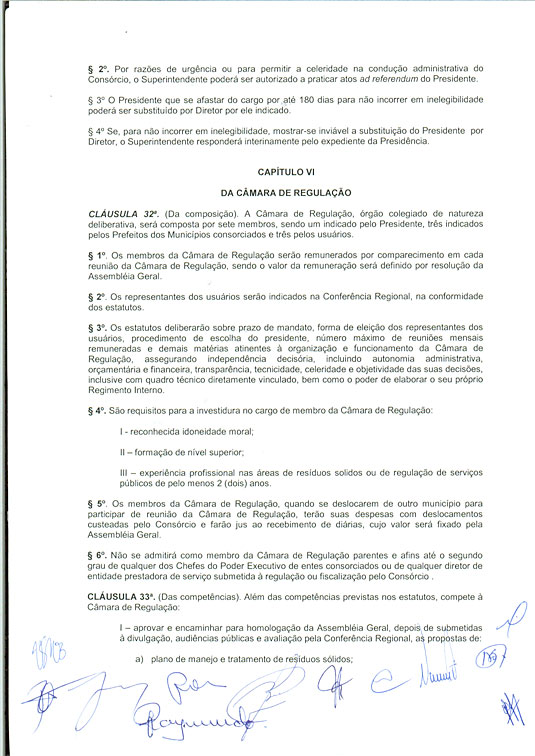 § 2º. Por razões de urgência ou para permitir a celeridade na condução administrativa do
Consórcio, o Superintendente poderá ser autorizado a praticar atos ad referendum do Presidente.
§ 3º O Presidente que se afastar do cargo por até 180 dias para não incorrer em inelegibilidade
poderá ser substituído por Diretor por ele indicado.
§ 4º Se, para não incorrer em inelegibilidade, mostrar-se inviável a substituição do Presidente por
Diretor, o Superintendente responderá interinamente pelo expediente da Presidência.
CAPÍTULO VI
DA CÂMARA DE REGULAÇÃO
CLÁUSULA 32ª. (Da composição). A Câmara de Regulação, órgão colegiado de natureza
deliberativa, será composta por sete membros, sendo um indicado pelo Presidente, três indicados
pelos Prefeitos dos Municípios consorciados e três pelos usuários.
§ 1º. Os membros da Câmara de Regulação serão remunerados por comparecimento em cada
reunião da Câmara de Regulação, sendo o valor da remuneração será definido por resolução da
Assembléia Geral.
§ 2º. Os representantes dos usuários serão indicados na Conferência Regional, na conformidade
dos estatutos.
§ 3º. Os estatutos deliberarão sobre prazo de mandato, forma de eleição dos representantes dos
usuários, procedimento de escolha do presidente, número máximo de reuniões mensais
remuneradas e demais matérias atinentes à organização e funcionamento da Câmara de
Regulação, assegurando independência decisória, incluindo autonomia administrativa,
orçamentária e financeira, transparência, tecnicidade, celeridade e objetividade das suas decisões,
inclusive com quadro técnico diretamente vinculado, bem como o poder de elaborar o seu próprio
Regimento Interno.
§ 4º. São requisitos para a investidura no cargo de membro da Câmara de Regulação:
I - reconhecida idoneidade moral;
II – formação de nível superior;
III – experiência profissional nas áreas de resíduos solidos ou de regulação de serviços
públicos de pelo menos 2 (dois) anos.
§ 5º. Os membros da Câmara de Regulação, quando se deslocarem de outro município para
participar de reunião da Câmara de Regulação, terão suas despesas com deslocamentos
custeadas pelo Consórcio e farão jus ao recebimento de diárias, cujo valor será fixado pela
Assembléia Geral.
§ 6º. Não se admitirá como membro da Câmara de Regulação parentes e afins até o segundo
grau de qualquer dos Chefes do Poder Executivo de entes consorciados ou de qualquer diretor de
entidade prestadora de serviço submetida à regulação ou fiscalização pelo Consórcio .
CLÁUSULA 33ª. (Das competências). Além das competências previstas nos estatutos, compete à
Câmara de Regulação:
I – aprovar e encaminhar para homologação da Assembléia Geral, depois de submetidas
à divulgação, audiências públicas e avaliação pela Conferência Regional, as propostas de:
a) plano de manejo e tratamento de resíduos sólidos;
Raymundo